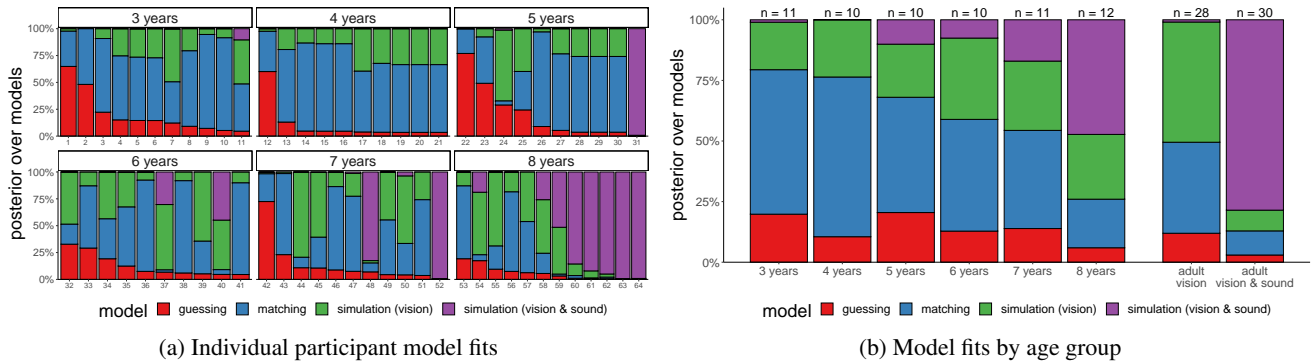 3 years
4 years
5 years
100%
75%
50%
25%
0%
1 2 3 4 5 6 7 8 9 10 11
12 13 14 15 16 17 18 19 20 21
22 23 24 25 26 27 28 29 30 31
6 years
7 years
8 years
100%
75%
50%
25%
0%
32 33 34 35 36 37 38 39 40 41
42 43 44 45 46 47 48 49 50 51 52
53 54 55 56 57 58 59 60 61 62 63 64
posterior over models
model guessing matching simulation (vision) simulation (vision & sound)
(a) Individual participant model fits
n = 11 n = 10 n = 10 n = 10 n = 11 n = 12 n = 28 n = 30
100%
75%
50%
25%
0%
posterior over models
3 years 4 years 5 years 6 years 7 years 8 years adult vision adult vision & sound
model guessing matching simulation (vision) simulation (vision & sound)
(b) Model fits by age group